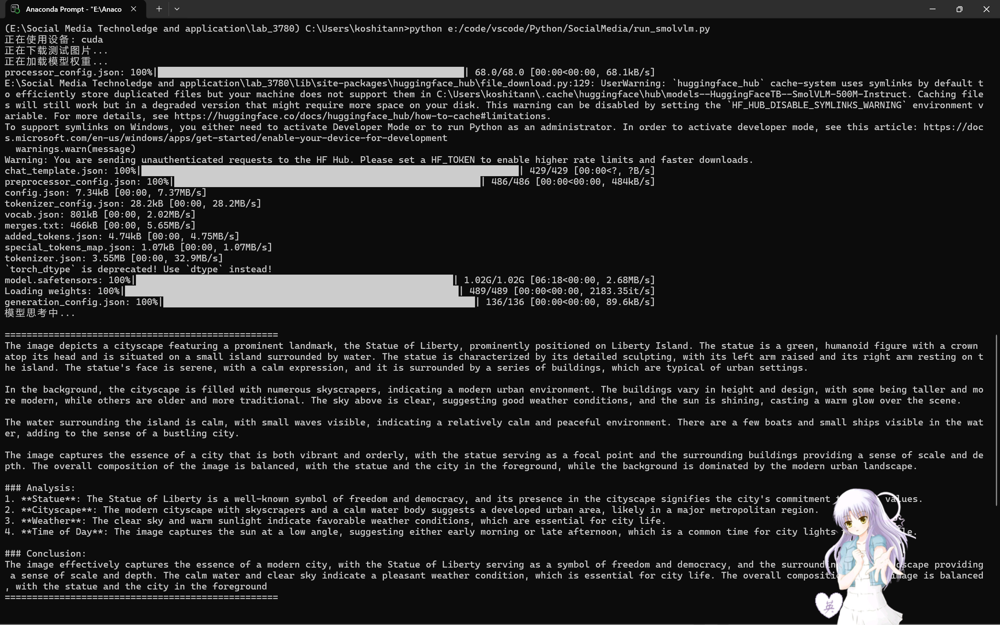 Anaconda Prompt - "E:\Anaco
(E:\Social Media Technoledge and application\lab_3780) C:\Users\koshitann>python e:/code/vscode/Python/SocialMedia/run_smolvlm.py
正在使用设备: cuda
正在下载测试图片...
正在加载模型权重...
processor_config.json: 100%|| 68.0/68.0 [00:00<00:00, 68.1kB/s]
E:\Social Media Technoledge and application\lab_3780\lib\site-packages\huggingface_hub\file_download.py:129: UserWarning: `huggingface_hub` cache-system uses symlinks by default t
o efficiently store duplicated files but your machine does not support them in C:\Users\koshitann\.cache\huggingface\hub\models--HuggingFaceTB--SmolVLM-500M-Instruct. Caching file
s will still work but in a degraded version that might require more space on your disk. This warning can be disabled by setting the `HF_HUB_DISABLE_SYMLINKS_WARNING` environment v
ariable. For more details, see https://huggingface.co/docs/huggingface_hub/how-to-cache#limitations.
To support symlinks on Windows, you either need to activate Developer Mode or to run Python as an administrator. In order to activate developer mode, see this article: https://doc
s.microsoft.com/en-us/windows/apps/get-started/enable-your-device-for-development
  warnings.warn(message)
Warning: You are sending unauthenticated requests to the HF Hub. Please set a HF_TOKEN to enable higher rate limits and faster downloads.
chat_template.json: 100%|| 429/429 [00:00<?, ?B/s]
preprocessor_config.json: 100%|| 486/486 [00:00<00:00, 484kB/s]
config.json: 7.34kB [00:00, 7.37MB/s]
tokenizer_config.json: 28.2kB [00:00, 28.2MB/s]
vocab.json: 801kB [00:00, 2.02MB/s]
merges.txt: 466kB [00:00, 5.65MB/s]
added_tokens.json: 4.74kB [00:00, 4.75MB/s]
special_tokens_map.json: 1.07kB [00:00, 1.07MB/s]
tokenizer.json: 3.55MB [00:00, 32.9MB/s]
`torch_dtype` is deprecated! Use `dtype` instead!
model.safetensors: 100%|| 1.02G/1.02G [06:18<00:00, 2.68MB/s]
Loading weights: 100%|| 489/489 [00:00<00:00, 2183.35it/s]
generation_config.json: 100%|| 136/136 [00:00<00:00, 89.6kB/s]
模型思考中...
==================================================
The image depicts a cityscape featuring a prominent landmark, the Statue of Liberty, prominently positioned on Liberty Island. The statue is a green, humanoid figure with a crown
atop its head and is situated on a small island surrounded by water. The statue is characterized by its detailed sculpting, with its left arm raised and its right arm resting on t
he island. The statue's face is serene, with a calm expression, and it is surrounded by a series of buildings, which are typical of urban settings.
In the background, the cityscape is filled with numerous skyscrapers, indicating a modern urban environment. The buildings vary in height and design, with some being taller and mo
re modern, while others are older and more traditional. The sky above is clear, suggesting good weather conditions, and the sun is shining, casting a warm glow over the scene.
The water surrounding the island is calm, with small waves visible, indicating a relatively calm and peaceful environment. There are a few boats and small ships visible in the wat
er, adding to the sense of a bustling city.
The image captures the essence of a city that is both vibrant and orderly, with the statue serving as a focal point and the surrounding buildings providing a sense of scale and de
pth. The overall composition of the image is balanced, with the statue and the city in the foreground, while the background is dominated by the modern urban landscape.
### Analysis:
1. **Statue**: The Statue of Liberty is a well-known symbol of freedom and democracy, and its presence in the cityscape signifies the city's commitment values.
2. **Cityscape**: The modern cityscape with skyscrapers and a calm water body suggests a developed urban area, likely in a major metropolitan region.
3. **Weather**: The clear sky and warm sunlight indicate favorable weather conditions, which are essential for city life.
4. **Time of Day**: The image captures the sun at a low angle, suggesting either early morning or late afternoon, which is a common time for city lights
### Conclusion:
The image effectively captures the essence of a modern city, with the Statue of Liberty serving as a symbol of freedom and democracy, and the providing
 a sense of scale and depth. The calm water and clear sky indicate a pleasant weather condition, which is essential for city life. The overall image is balanced
, with the statue and the city in the foreground
==================================================
英